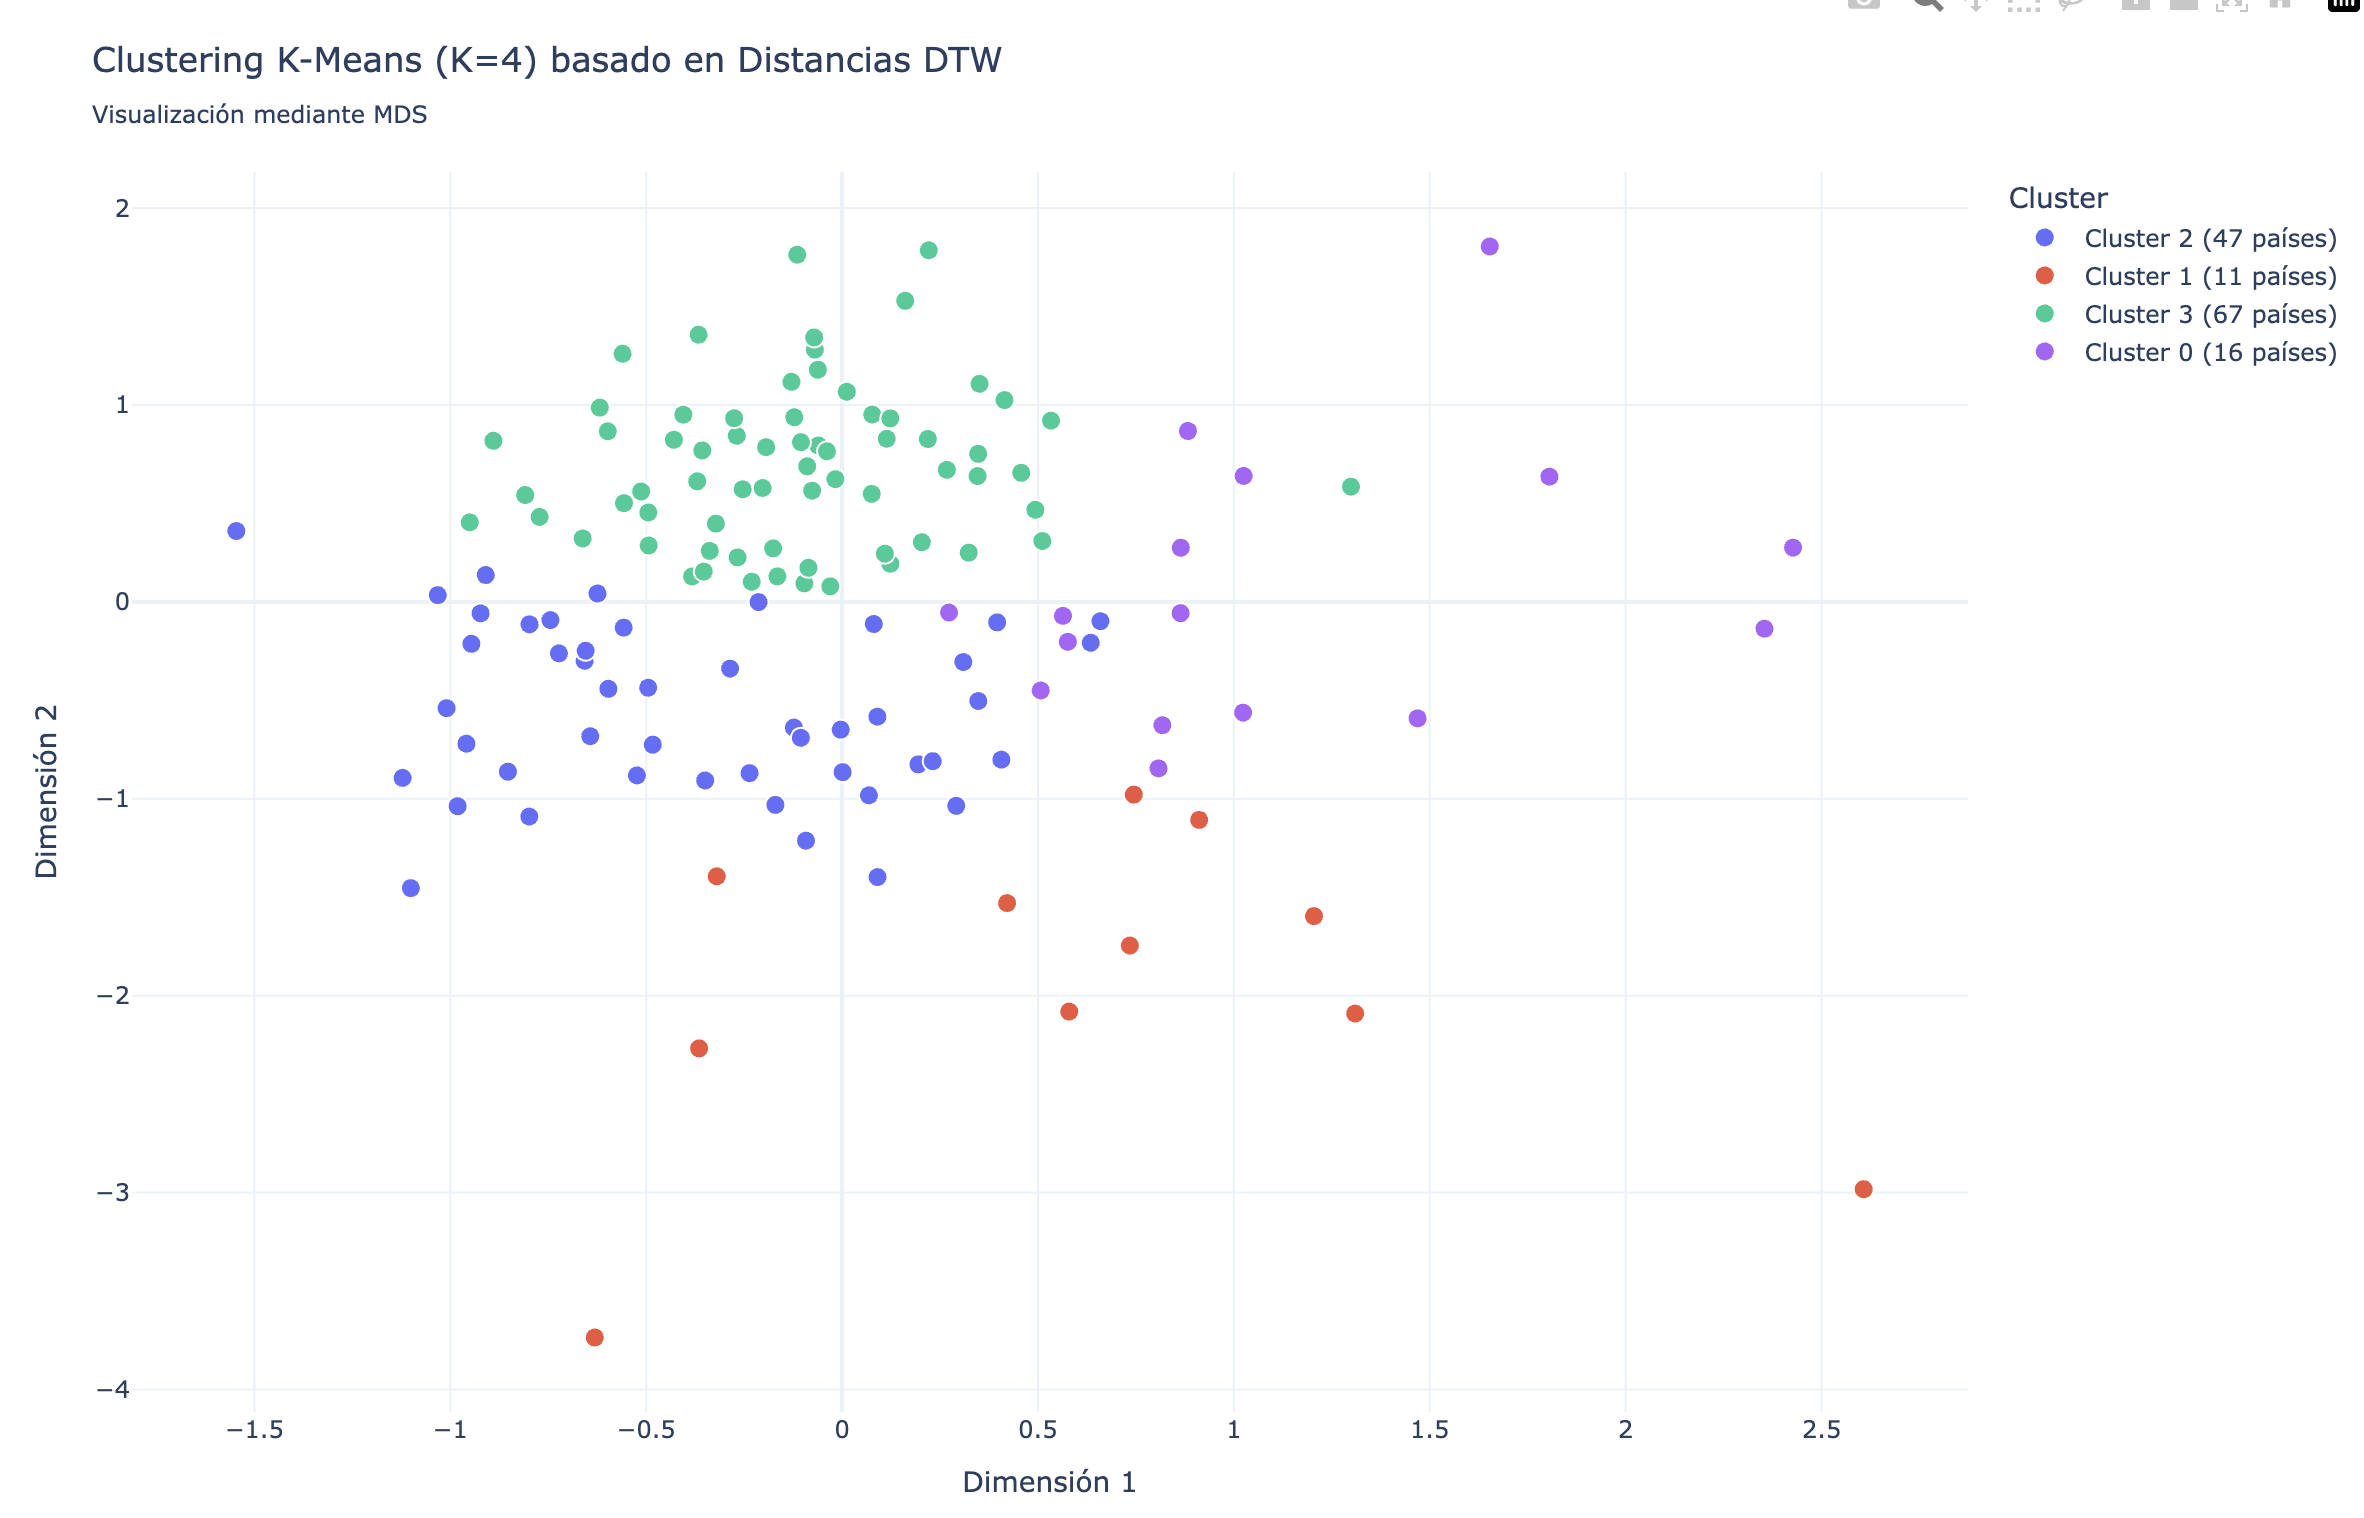 Clustering K-Means (K=4) basado en Distancias DTW
Visualización mediante MDS
Cluster
Cluster 2 (47 países)
Cluster 1 (11 países)
Cluster 3 (67 países)
Cluster 0 (16 países)
2
1
0
−1
−2
−3
−4
Dimensión 2
−1.5
−1
−0.5
0
0.5
1
1.5
2
2.5
Dimensión 1